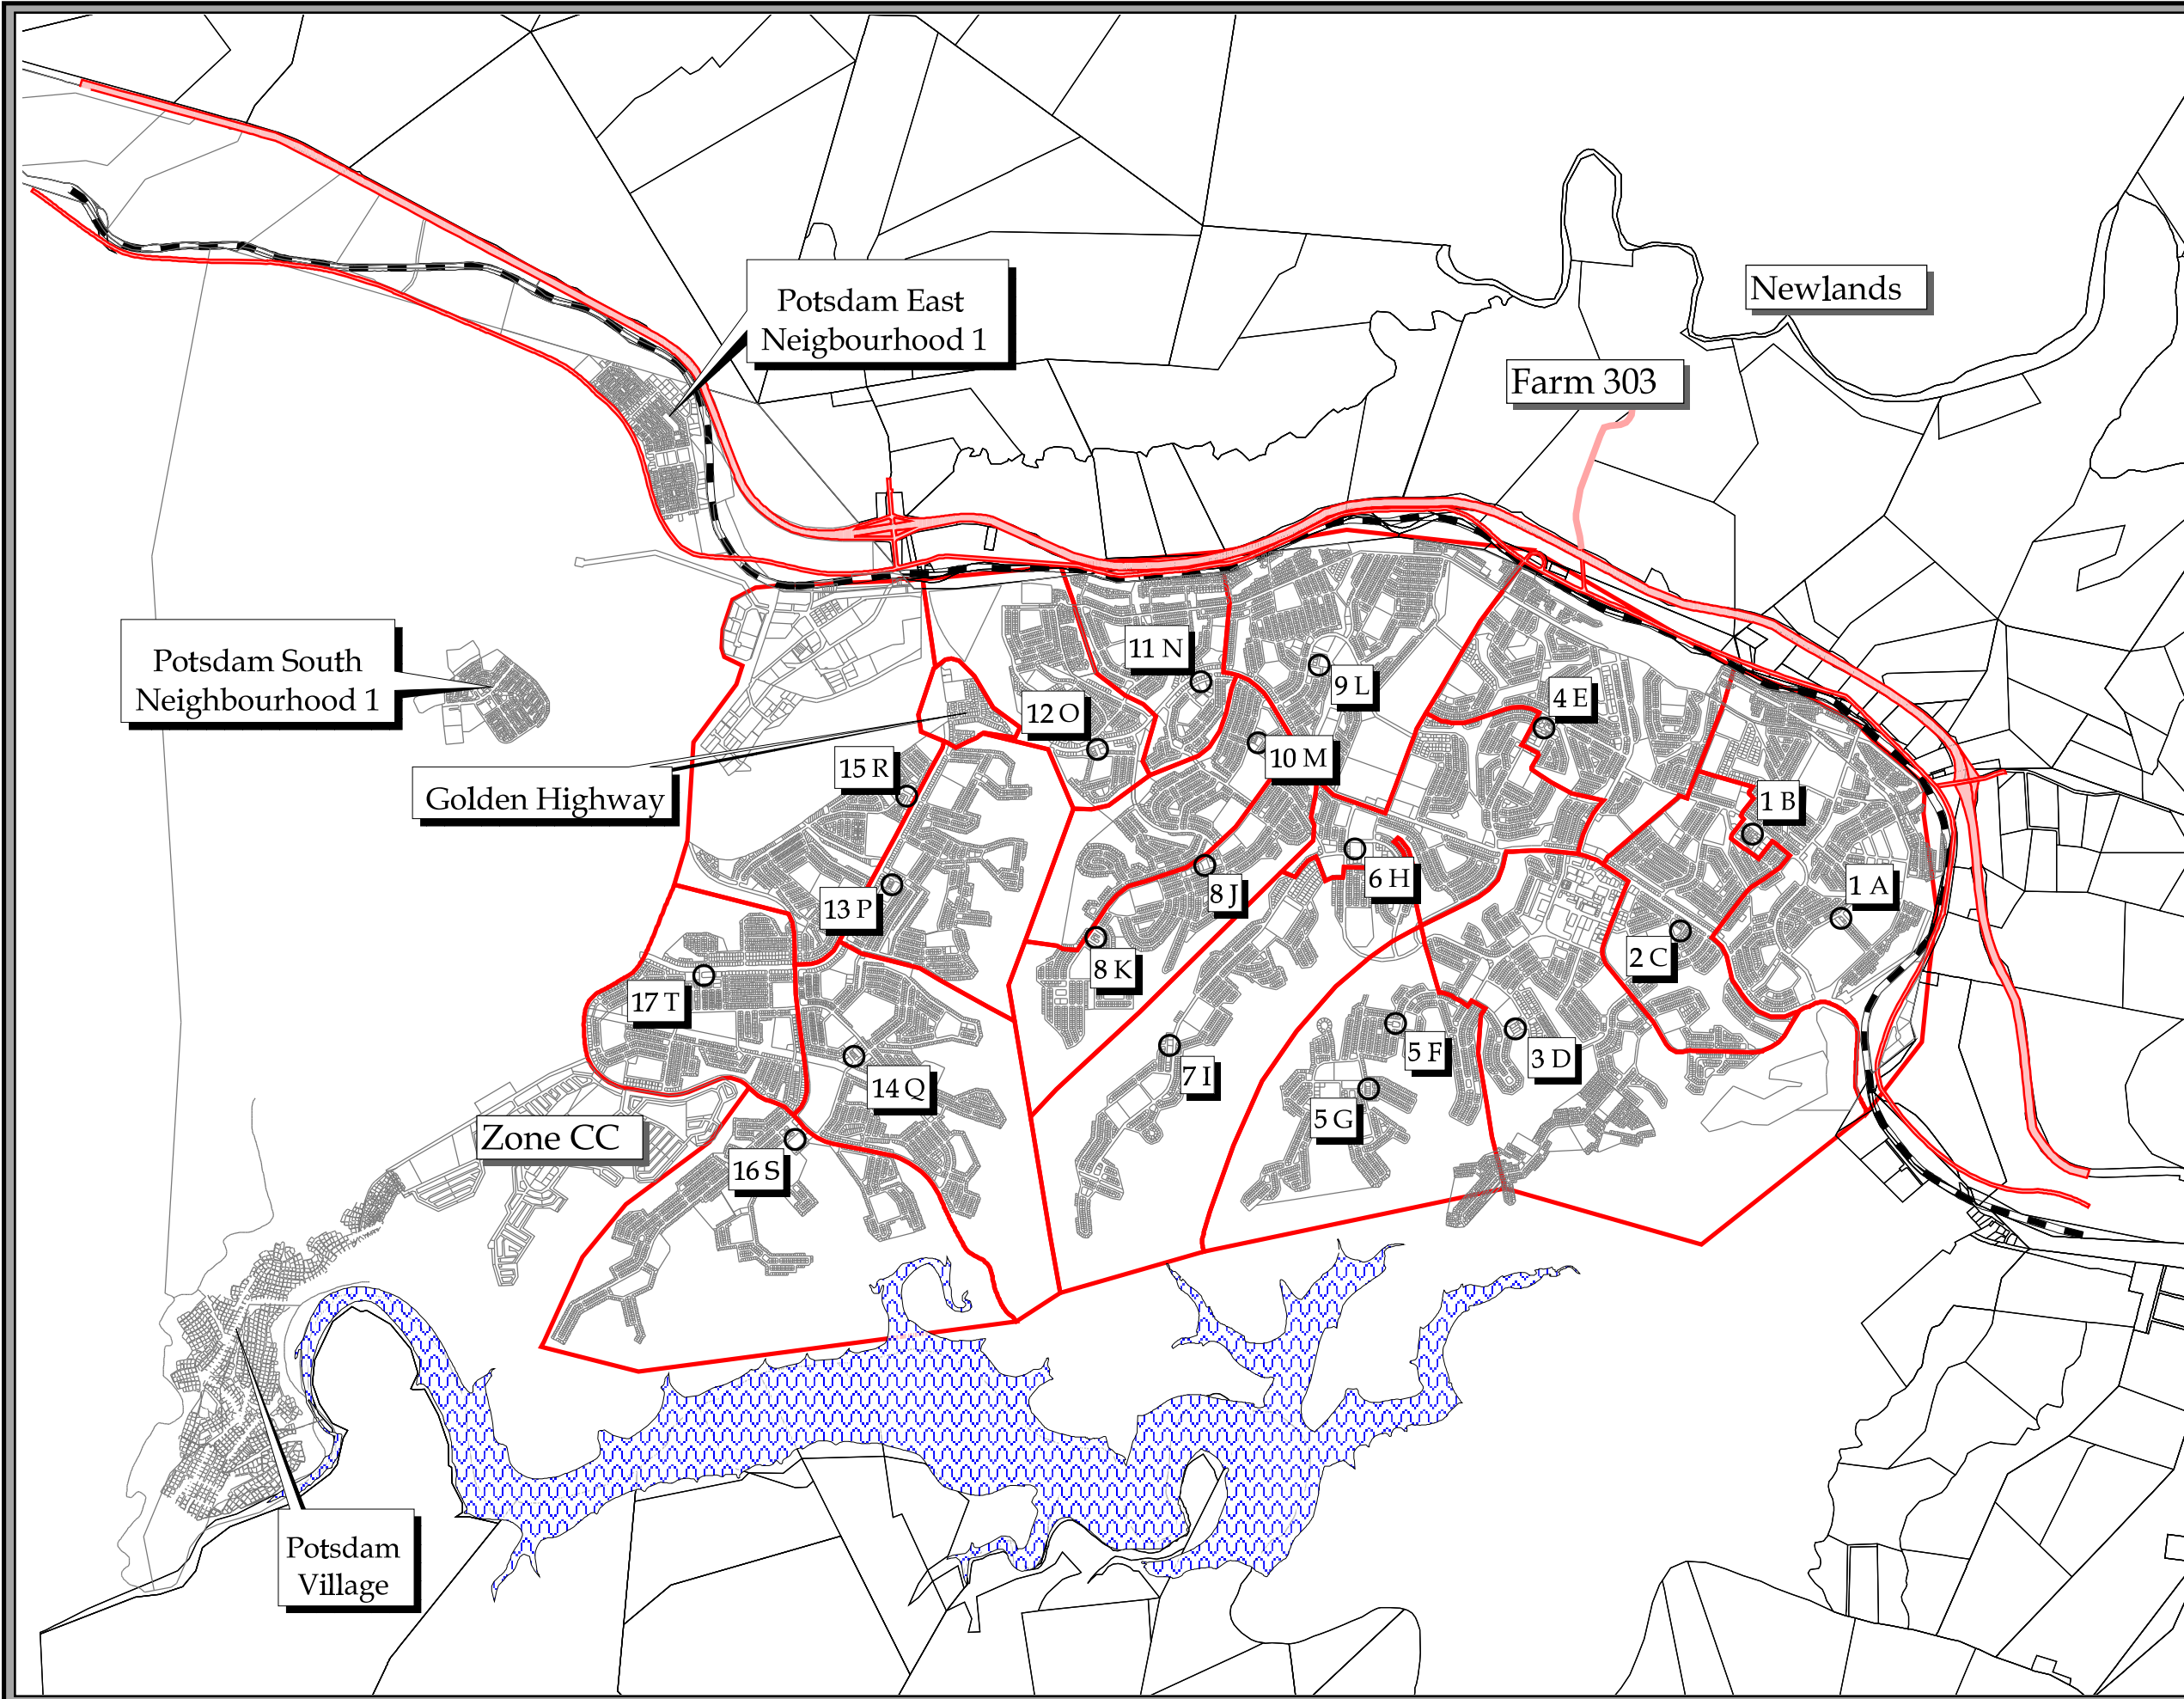 Potsdam East
Neigbourhood 1
Newlands
Farm 303
Potsdam South
Neighbourhood 1
11 N
9 L
4 E
12 O
10 M
15 R
Golden Highway
1 B
6 H
1 A
8 J
13 P
2 C
8 K
17 T
5 F
3 D
7 I
14 Q
5 G
Zone CC
16 S
Potsdam
Village